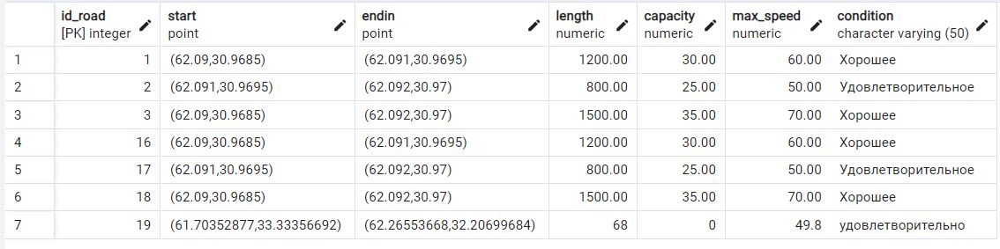 id_road start endin length capacity max_speed condition
[PK] integer point point numeric numeric numeric character varying (50)
1 1 (62.09,30.9685) (62.091,30.9695) 1200.00 30.00 60.00 Хорошее
2 2 (62.091,30.9695) (62.092,30.97) 800.00 25.00 50.00 Удовлетворительное
3 3 (62.09,30.9685) (62.092,30.97) 1500.00 35.00 70.00 Хорошее
4 16 (62.09,30.9685) (62.091,30.9695) 1200.00 30.00 60.00 Хорошее
5 17 (62.091,30.9695) (62.092,30.97) 800.00 25.00 50.00 Удовлетворительное
6 18 (62.09,30.9685) (62.092,30.97) 1500.00 35.00 70.00 Хорошее
7 19 (61.70352877,33.33356692) (62.26553668,32.20699684) 68 0 49.8 удовлетворительно